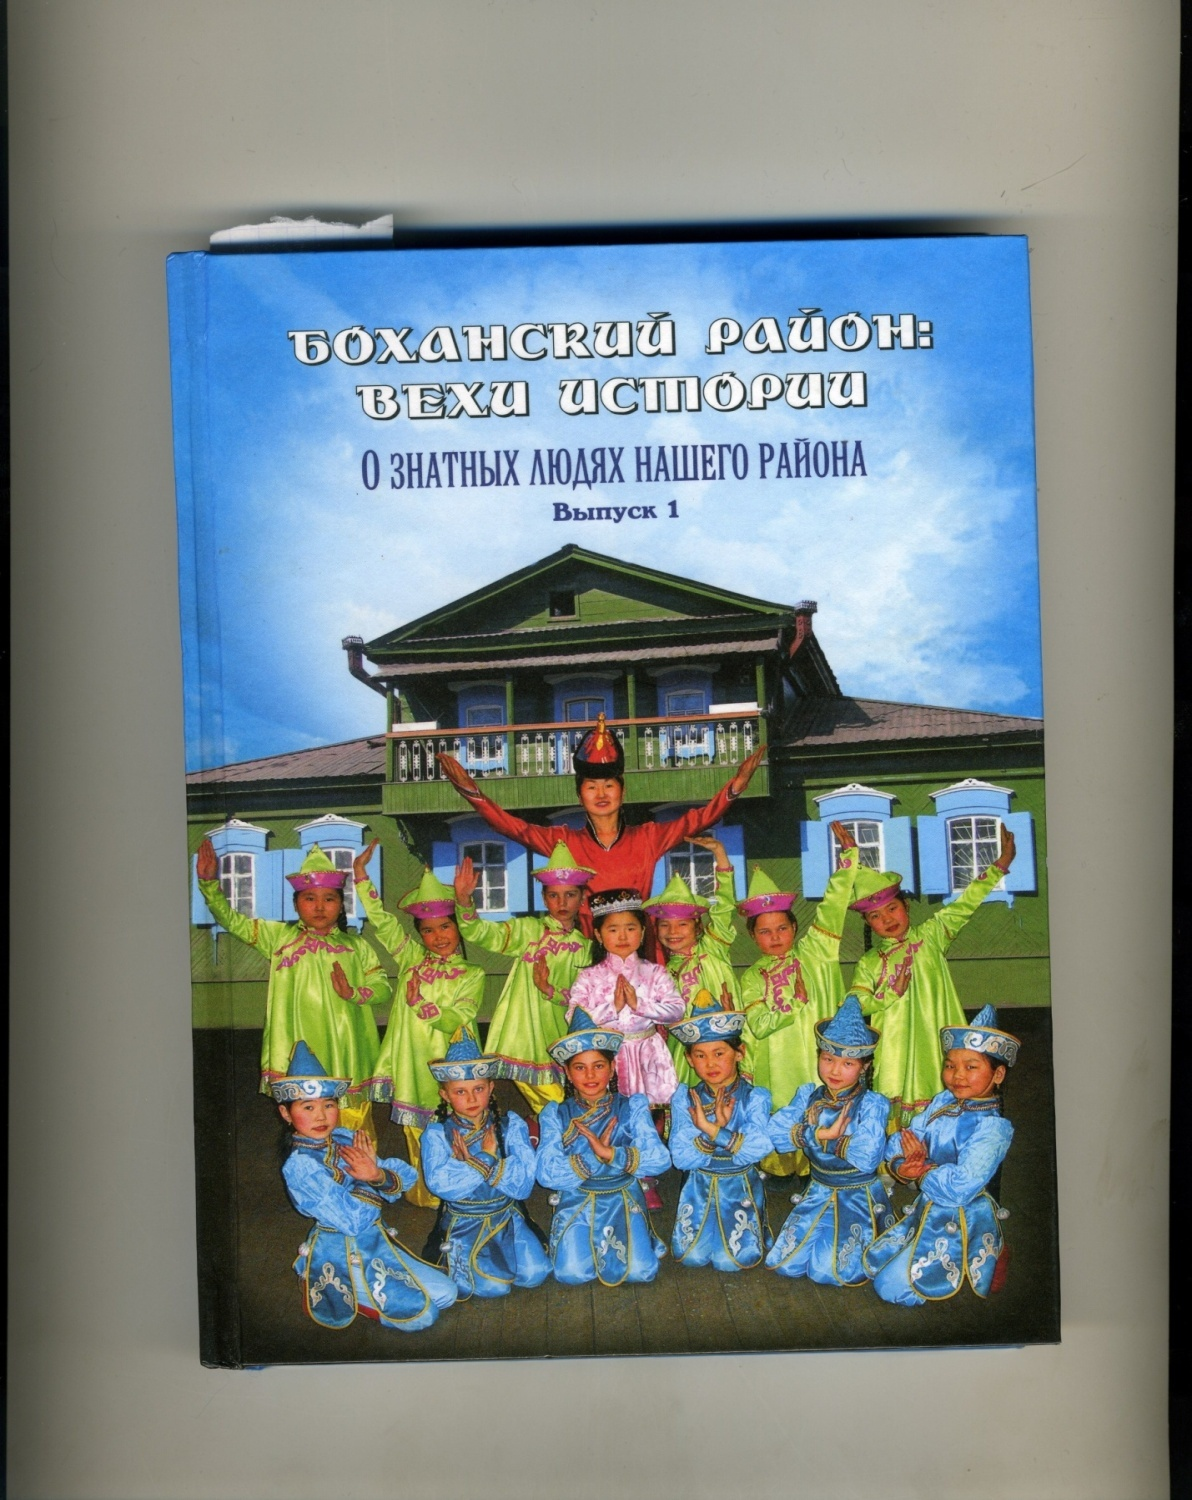 БОХАНСКИЙ РАЙОН:
ВЕХИ ИСТОРИИ
О ЗНАТНЫХ ЛЮДЯХ НАШЕГО РАЙОНА
Выпуск 1